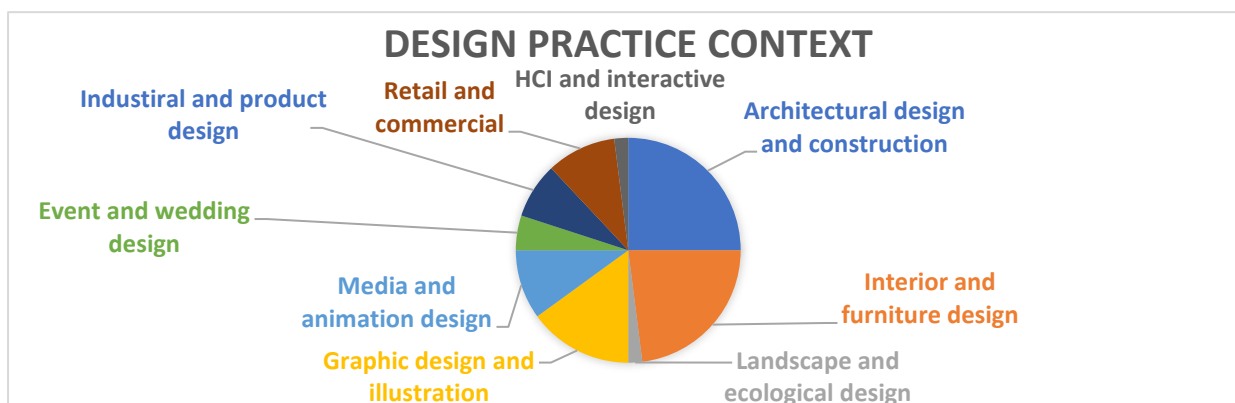 DESIGN PRACTICE CONTEXT
HCI and interactive
design
Retail and
commercial
Industiral and product
design
Architectural design
and construction
Event and wedding
design
Media and
animation design
Interior and
furniture design
Graphic design and
illustration
Landscape and
ecological design